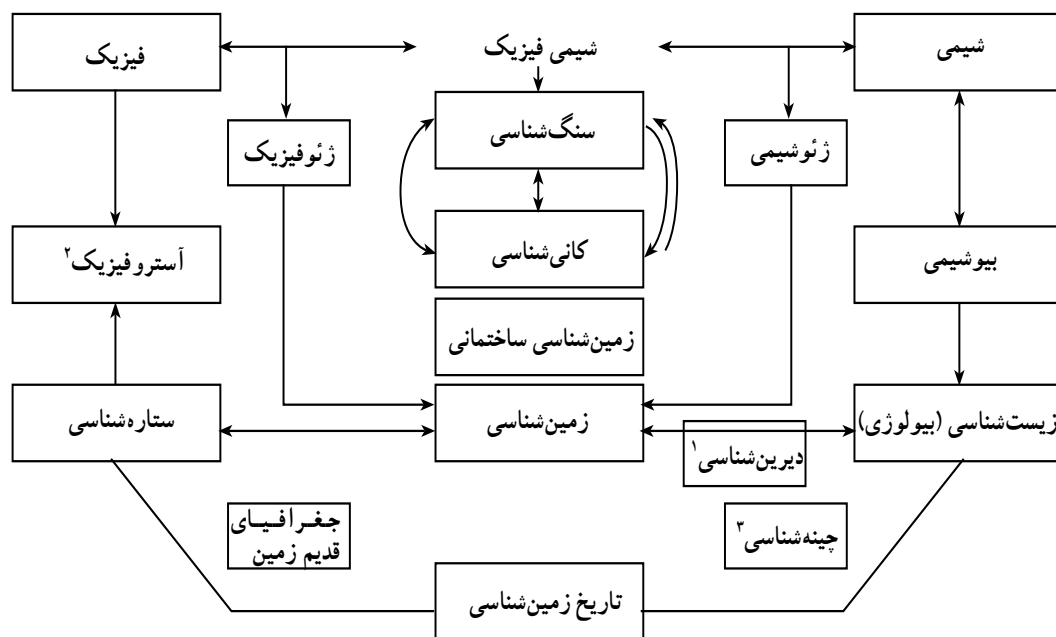 شیمی
شیمی فیزیک
فیزیک
سنگ‌شناسی
ژئوشیمی
ژئوفیزیک
کانی‌شناسی
بیوشیمی
آستروفیزیک۲
زمین‌شناسی ساختمانی
زیست‌شناسی (بیولوژی)
زمین‌شناسی
ستاره‌شناسی
دیرین‌شناسی۱
چینه‌شناسی۳
جغرافیای
قدیم زمین
تاریخ زمین‌شناسی